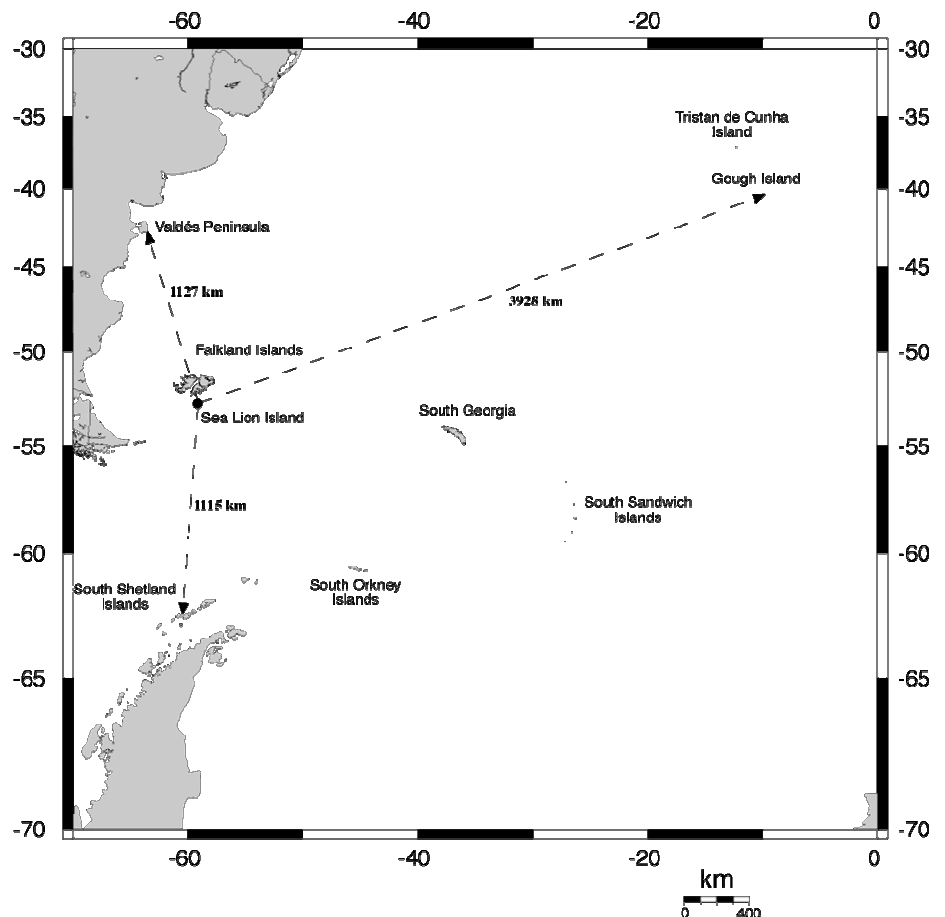 -60 -40 -20 0
-30 -30
-35 -35
Tristan de Cunha
Island
-40 -40
Gough Island
Valdés Peninsula
-45 -45
1127 km
3928 km
-50 -50
Falkland Islands
South Georgia
Sea Lion Island
-55 -55
1115 km
South Sandwich
Islands
-60 -60
South Shetland
Islands
South Orkney
Islands
-65 -65
-70 -70
-60 -40 -20 0
km
0 400